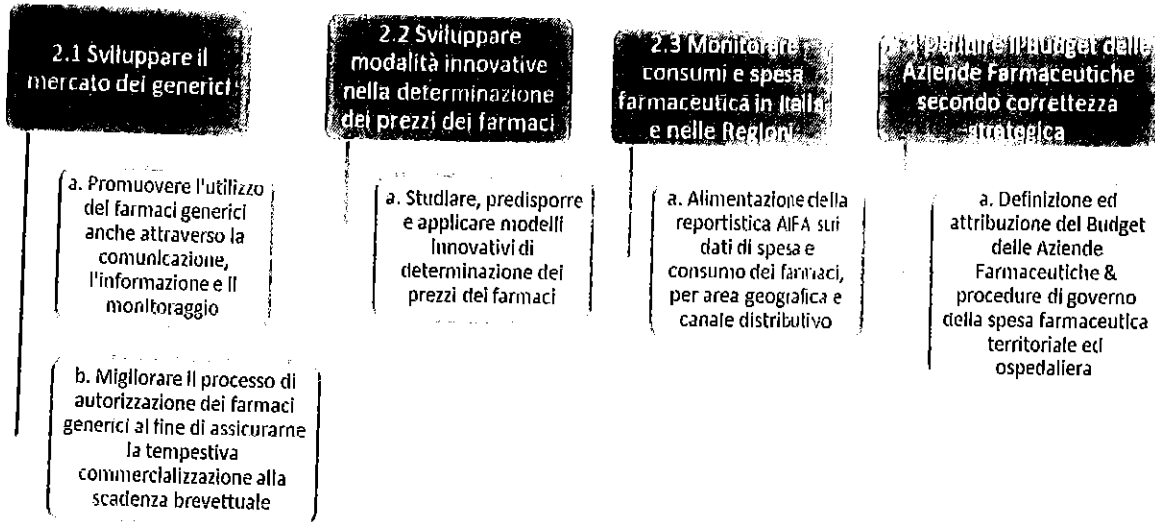 2.1 Sviluppare il
mercato dei generici
a. Promuovere l'utilizzo
dei farmaci generici
anche attraverso la
comunicazione,
l'informazione e il
monitoraggio
b. Migliorare il processo di
autorizzazione dei farmaci
generici al fine di assicurarne
la tempestiva
commercializzazione alla
scadenza brevettuale
2.2 Sviluppare
modalità innovative
nella determinazione
dei prezzi dei farmaci
a. Studiare, predisporre
e applicare modelli
innovativi di
determinazione dei
prezzi dei farmaci
2.3 Monitorare
consumi e spesa
farmaceutica in Italia
e nelle Regioni
a. Alimentazione della
reportistica AIFA sui
dati di spesa e
consumo dei farmaci,
per area geografica e
canale distributivo
il Budget delle
Aziende Farmaceutiche
secondo correttezza
strategica
a. Definizione ed
attribuzione del Budget
delle Aziende
Farmaceutiche &
procedure di governo
della spesa farmaceutica
territoriale ed
ospedaliera